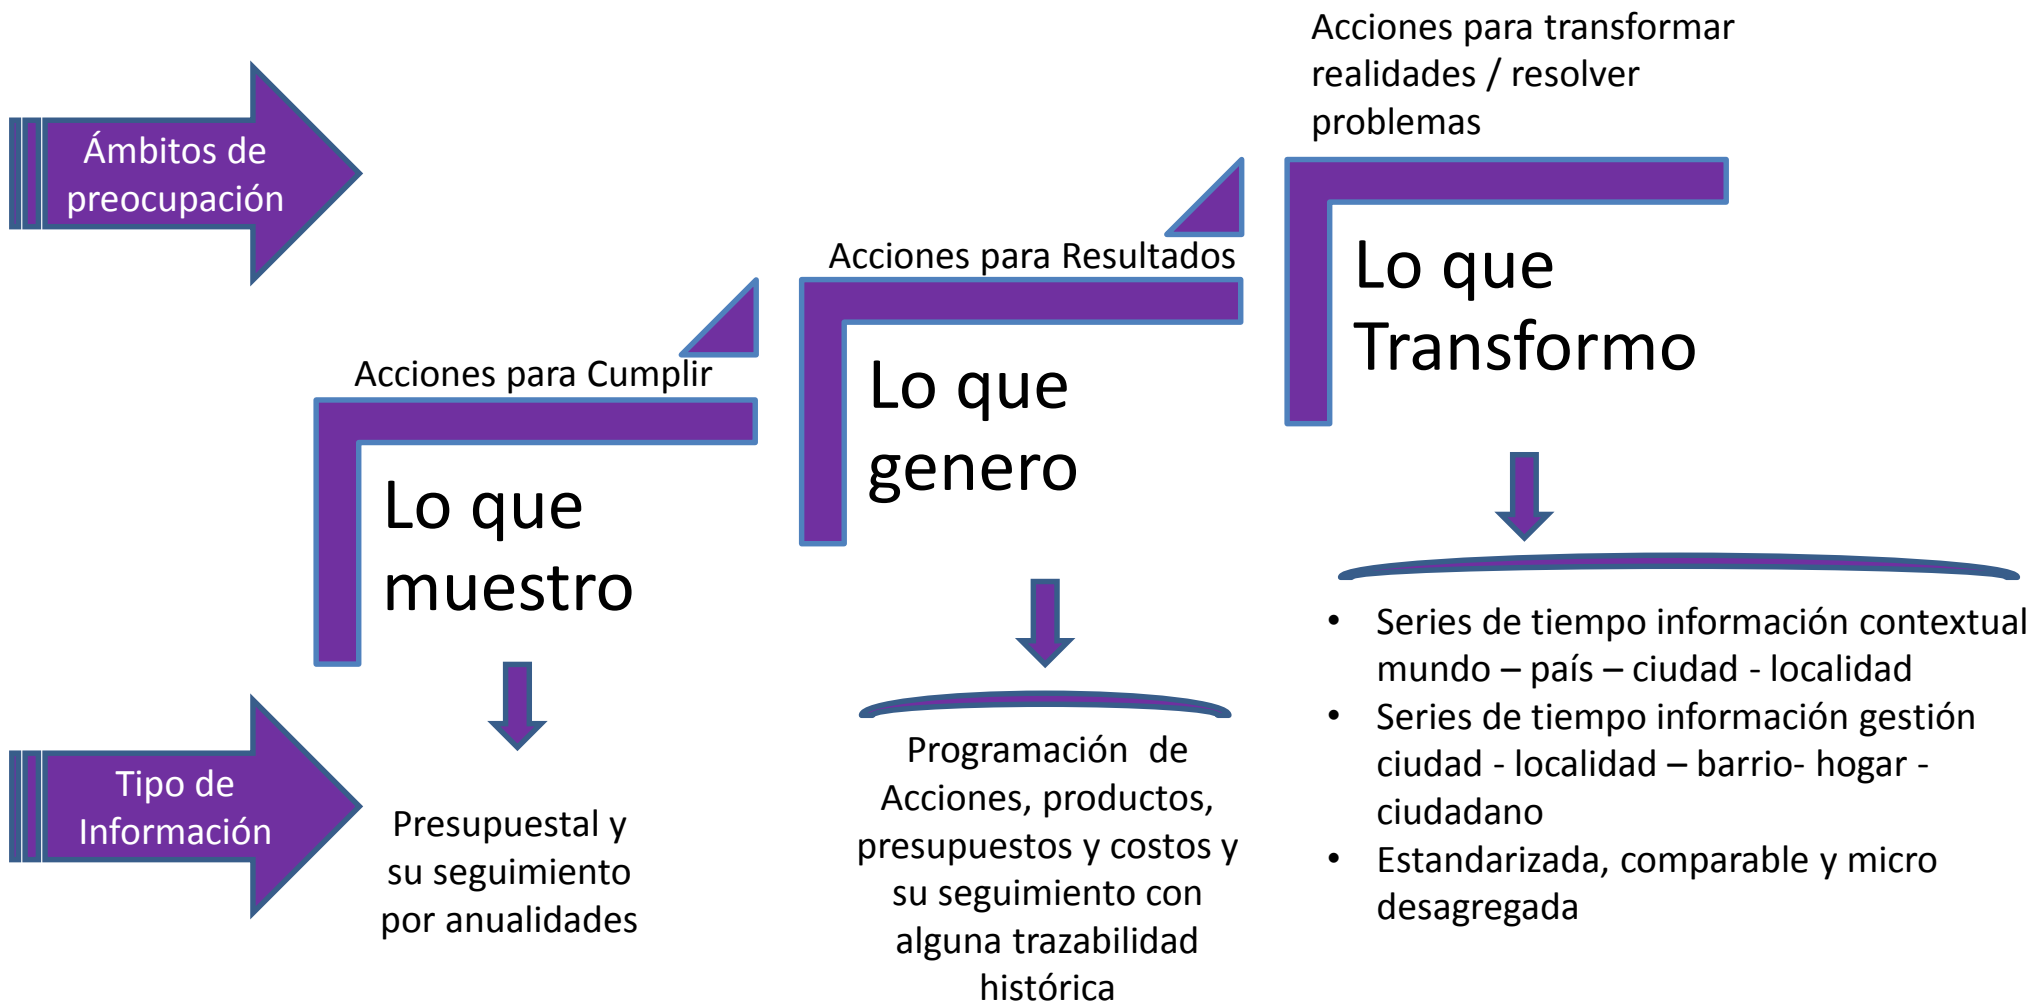 Acciones para transformar
realidades / resolver
problemas
Ámbitos de
preocupación
Acciones para Resultados
Lo que
Transformo
Acciones para Cumplir
Lo que
genero
Lo que
muestro
Tipo de
Información
Presupuestal y
su seguimiento
por anualidades
Programación de
Acciones, productos,
presupuestos y costos y
su seguimiento con
alguna trazabilidad
histórica
• Series de tiempo información contextual
mundo – país – ciudad - localidad
• Series de tiempo información gestión
ciudad - localidad – barrio- hogar -
ciudadano
• Estandarizada, comparable y micro
desagregada